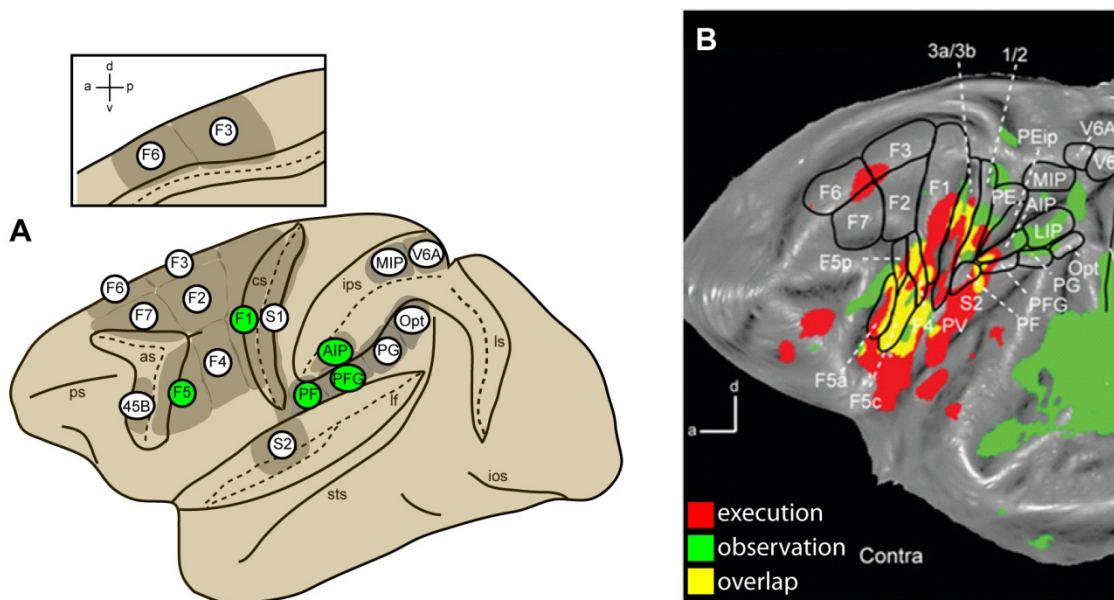 d
a p
v
F3
F6
A
F3
F6
F2
F7
F1
S1
cs
ips
MIP
V6A
Opt
AIP
PG
PFG
PF
F4
as
F5
ps
45B
lf
ls
S2
sts
ios
B
3a/3b
1/2
PEip
V6A
V6
F3
F6
F2
F7
F1
PE
MIP
AIP
LIP
F5p
Opt
PG
PFG
PF
S2
F4
PV
F5a
F5c
d
a
execution
observation
overlap
Contra